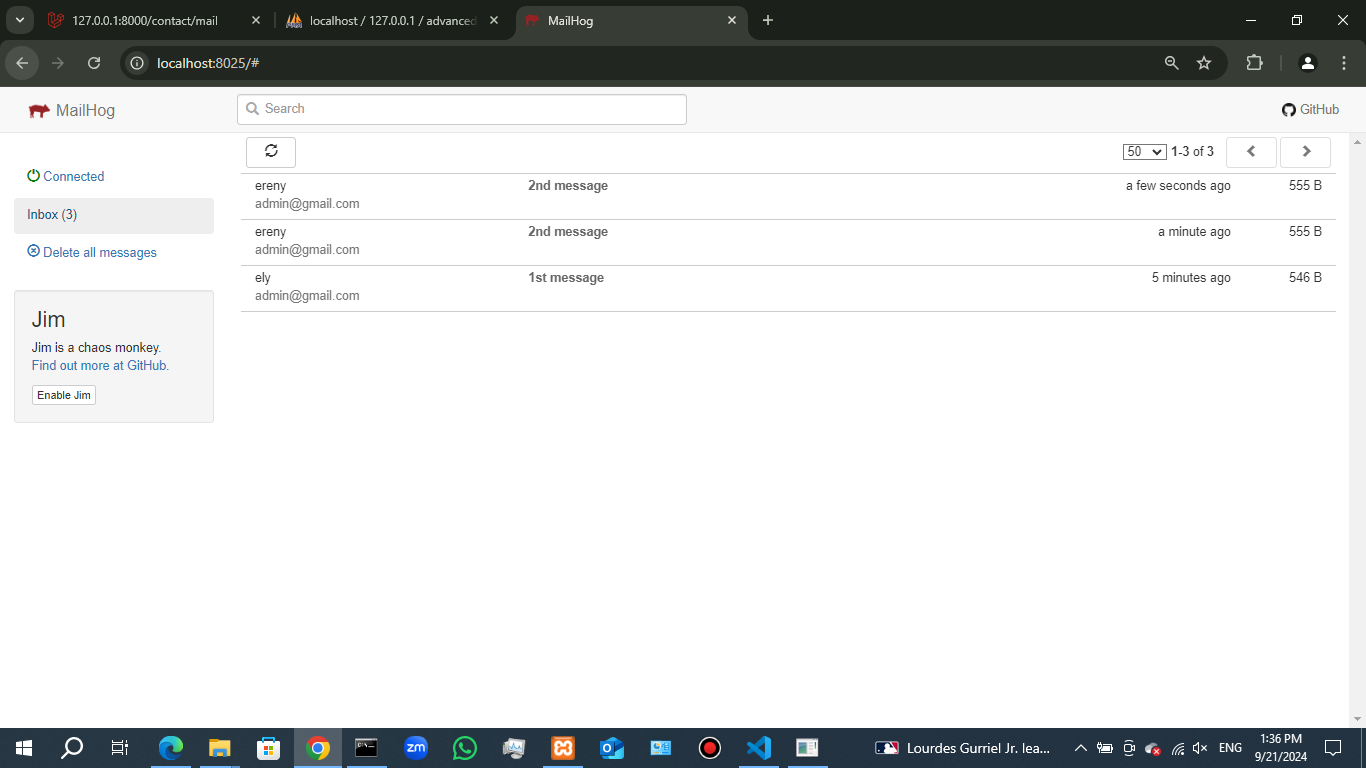 127.0.0.1:8000/contact/mail
localhost / 127.0.0.1 / advanced
MailHog
localhost:8025/#
MailHog
Search
GitHub
Connected
50
1-3 of 3
Inbox (3)
Delete all messages
ereny
2nd message
a few seconds ago
555 B
admin@gmail.com
ereny
2nd message
a minute ago
555 B
admin@gmail.com
ely
1st message
5 minutes ago
546 B
admin@gmail.com
Jim
Jim is a chaos monkey.
Find out more at GitHub.
Enable Jim
zm
Lourdes Gurriel Jr. lea...
ENG
1:36 PM
9/21/2024